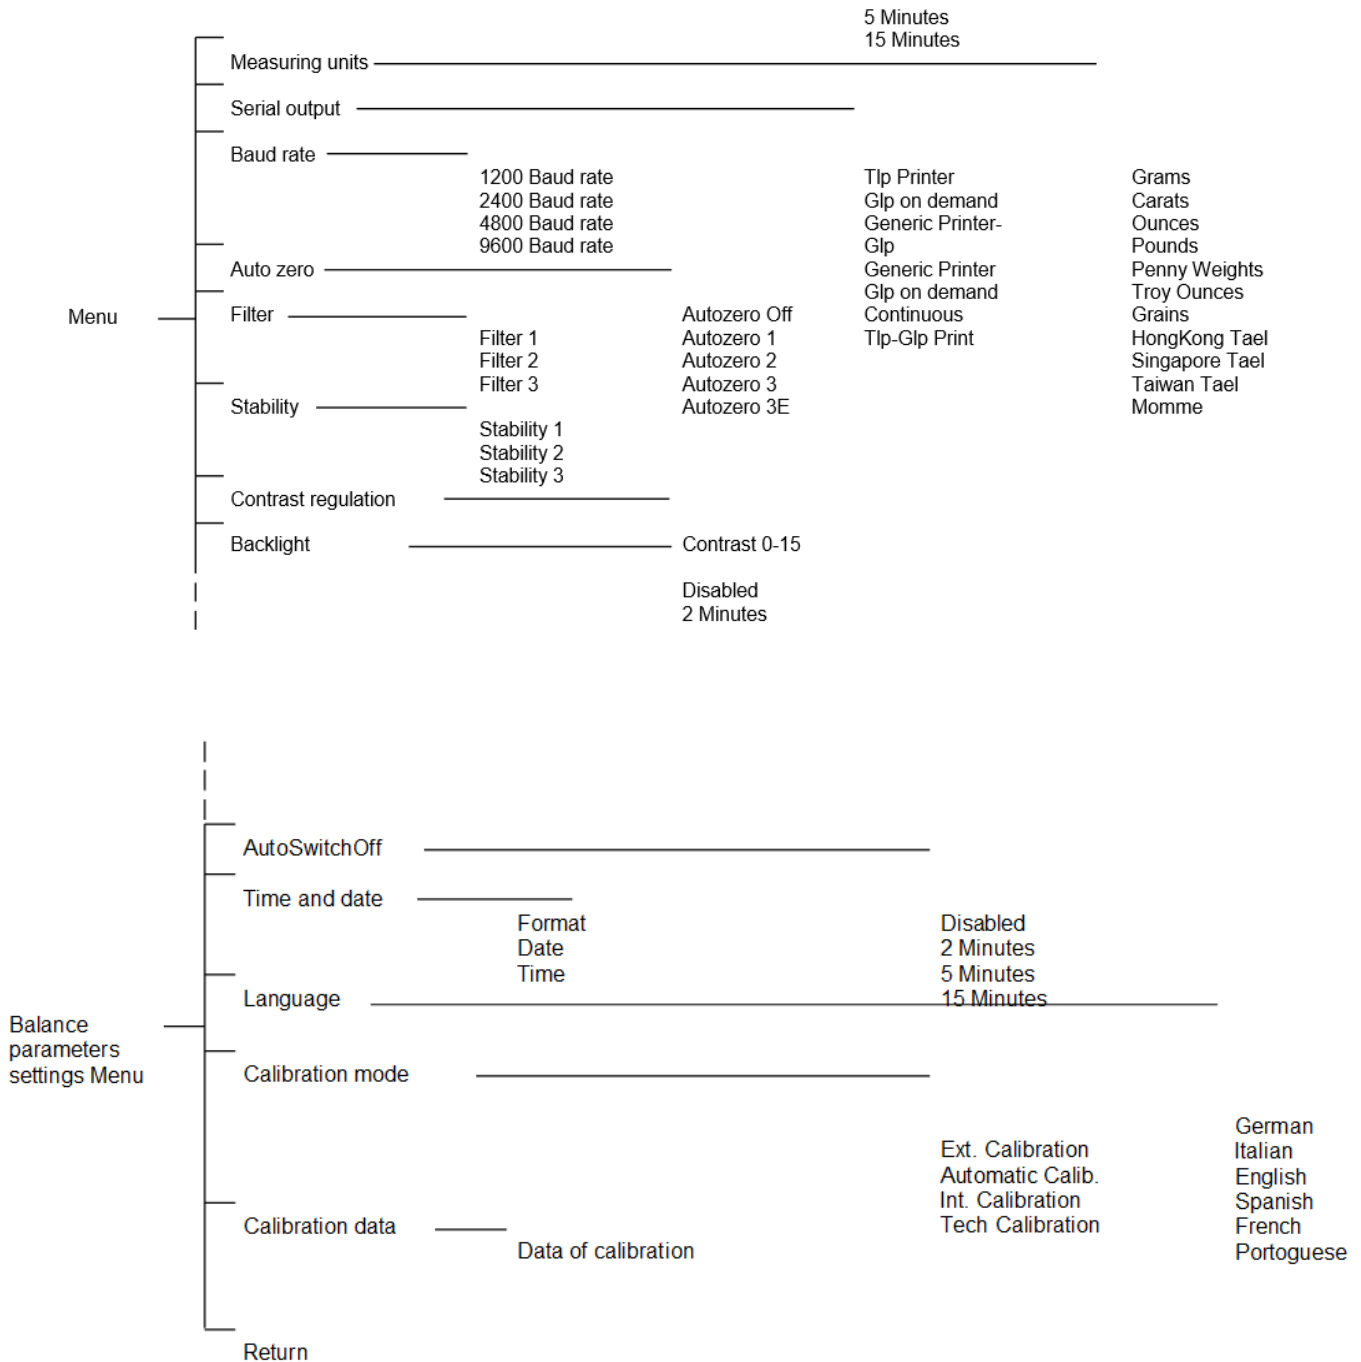 5 Minutes
15 Minutes
Measuring units
Serial output
Baud rate
1200 Baud rate
2400 Baud rate
4800 Baud rate
9600 Baud rate
Tlp Printer
Glp on demand
Generic Printer-
Glp
Generic Printer
Glp on demand
Continuous
Tlp-Glp Print
Grams
Carats
Ounces
Pounds
Penny Weights
Troy Ounces
Grains
HongKong Tael
Singapore Tael
Taiwan Tael
Momme
Auto zero
Menu
Filter
Filter 1
Filter 2
Filter 3
Autozero Off
Autozero 1
Autozero 2
Autozero 3
Autozero 3E
Stability
Stability 1
Stability 2
Stability 3
Contrast regulation
Backlight
Contrast 0-15
Disabled
2 Minutes
AutoSwitchOff
Time and date
Format
Date
Time
Disabled
2 Minutes
5 Minutes
15 Minutes
Language
Balance
parameters
settings Menu
Calibration mode
Ext. Calibration
Automatic Calib.
Int. Calibration
Tech Calibration
German
Italian
English
Spanish
French
Portoguese
Calibration data
Data of calibration
Return